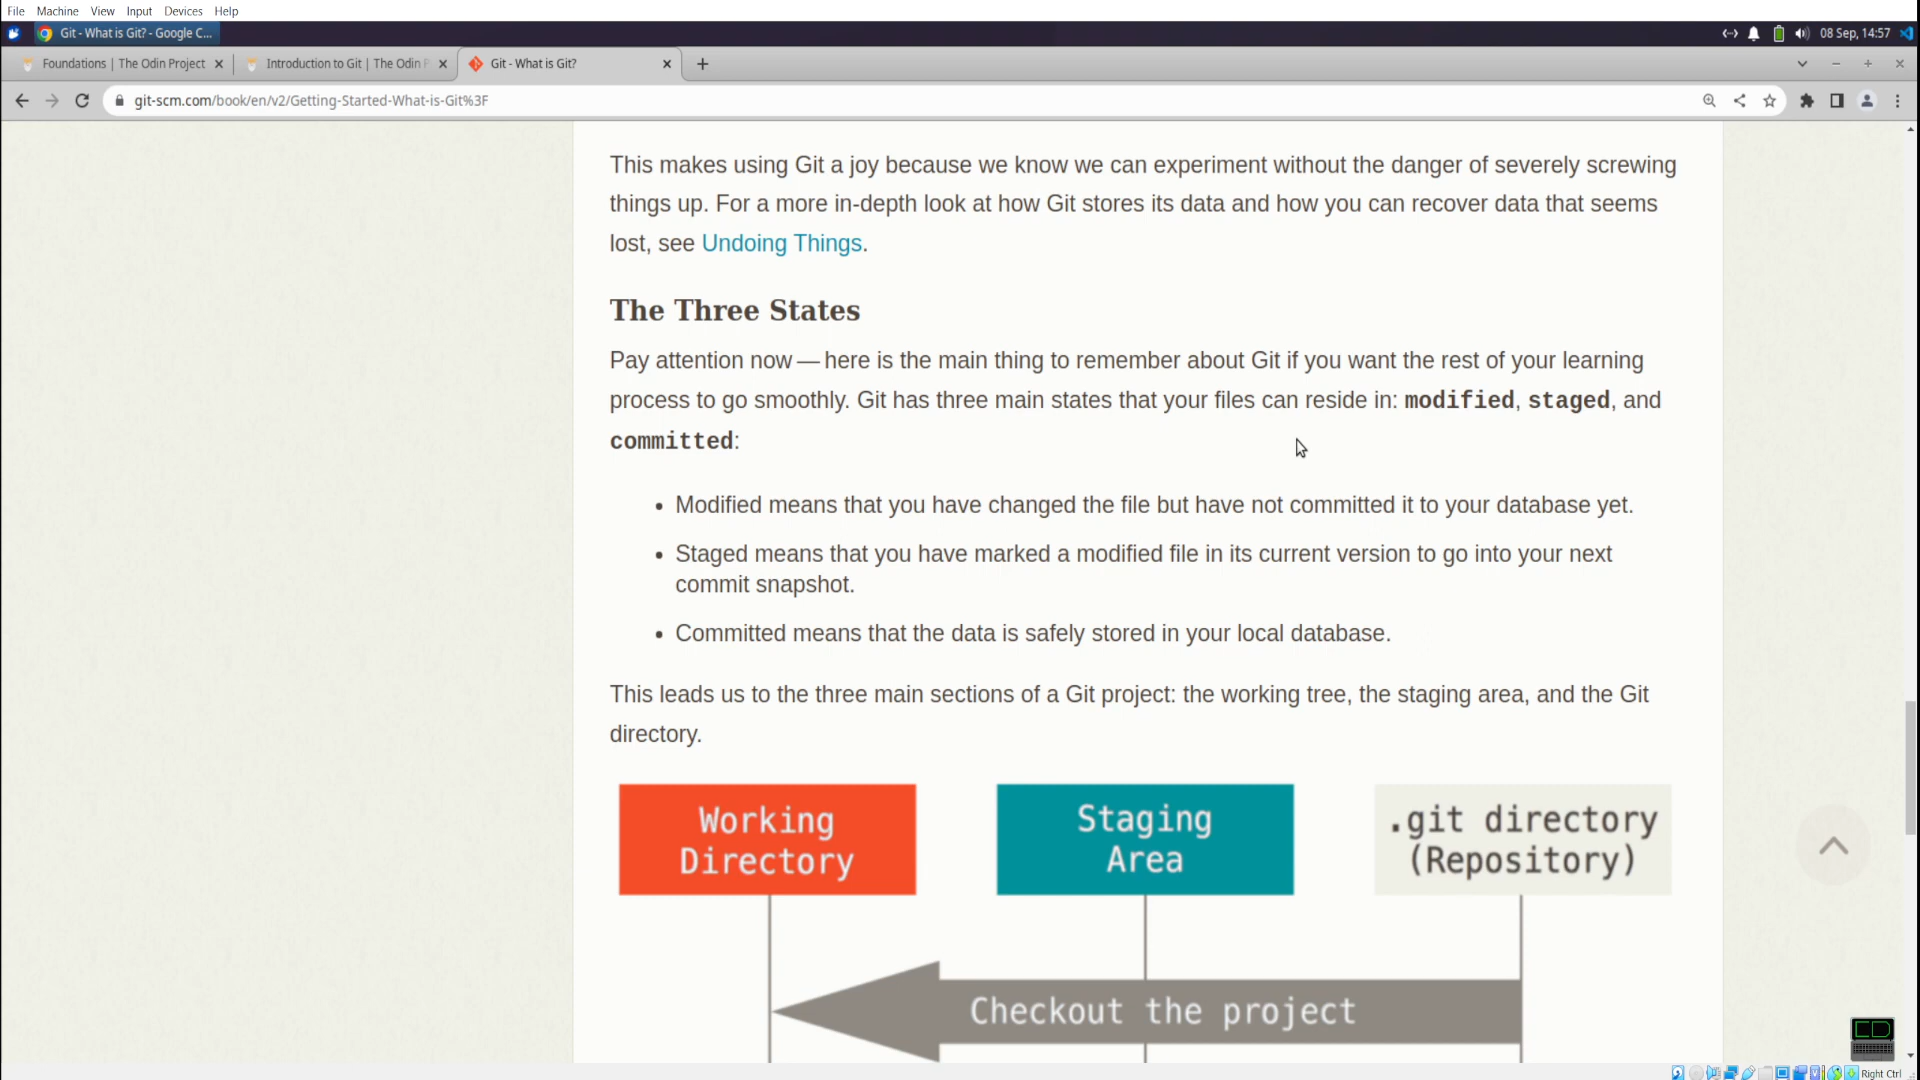 File Machine View Input Devices Help
Git - What is Git? - Google C...
08 Sep, 14:57
Foundations | The Odin Project
Introduction to Git | The Odin P
Git - What is Git?
git-scm.com/book/en/v2/Getting-Started-What-is-Git%3F
This makes using Git a joy because we know we can experiment without the danger of severely screwing
things up. For a more in-depth look at how Git stores its data and how you can recover data that seems
lost, see Undoing Things.
The Three States
Pay attention now — here is the main thing to remember about Git if you want the rest of your learning
process to go smoothly. Git has three main states that your files can reside in: modified, staged, and
committed:
• Modified means that you have changed the file but have not committed it to your database yet.
• Staged means that you have marked a modified file in its current version to go into your next
commit snapshot.
• Committed means that the data is safely stored in your local database.
This leads us to the three main sections of a Git project: the working tree, the staging area, and the Git
directory.
Working
Directory
Staging
Area
.git directory
(Repository)
Checkout the project
CD
Right Ctrl